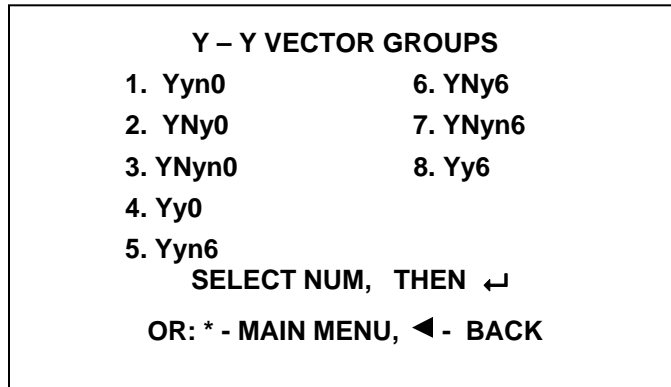 Y – Y VECTOR GROUPS
1. Yyn0 6. YNy6
2. YNy0 7. YNyn6
3. YNyn0 8. Yy6
4. Yy0
5. Yyn6
SELECT NUM, THEN ↵
OR: * - MAIN MENU, ◄ - BACK